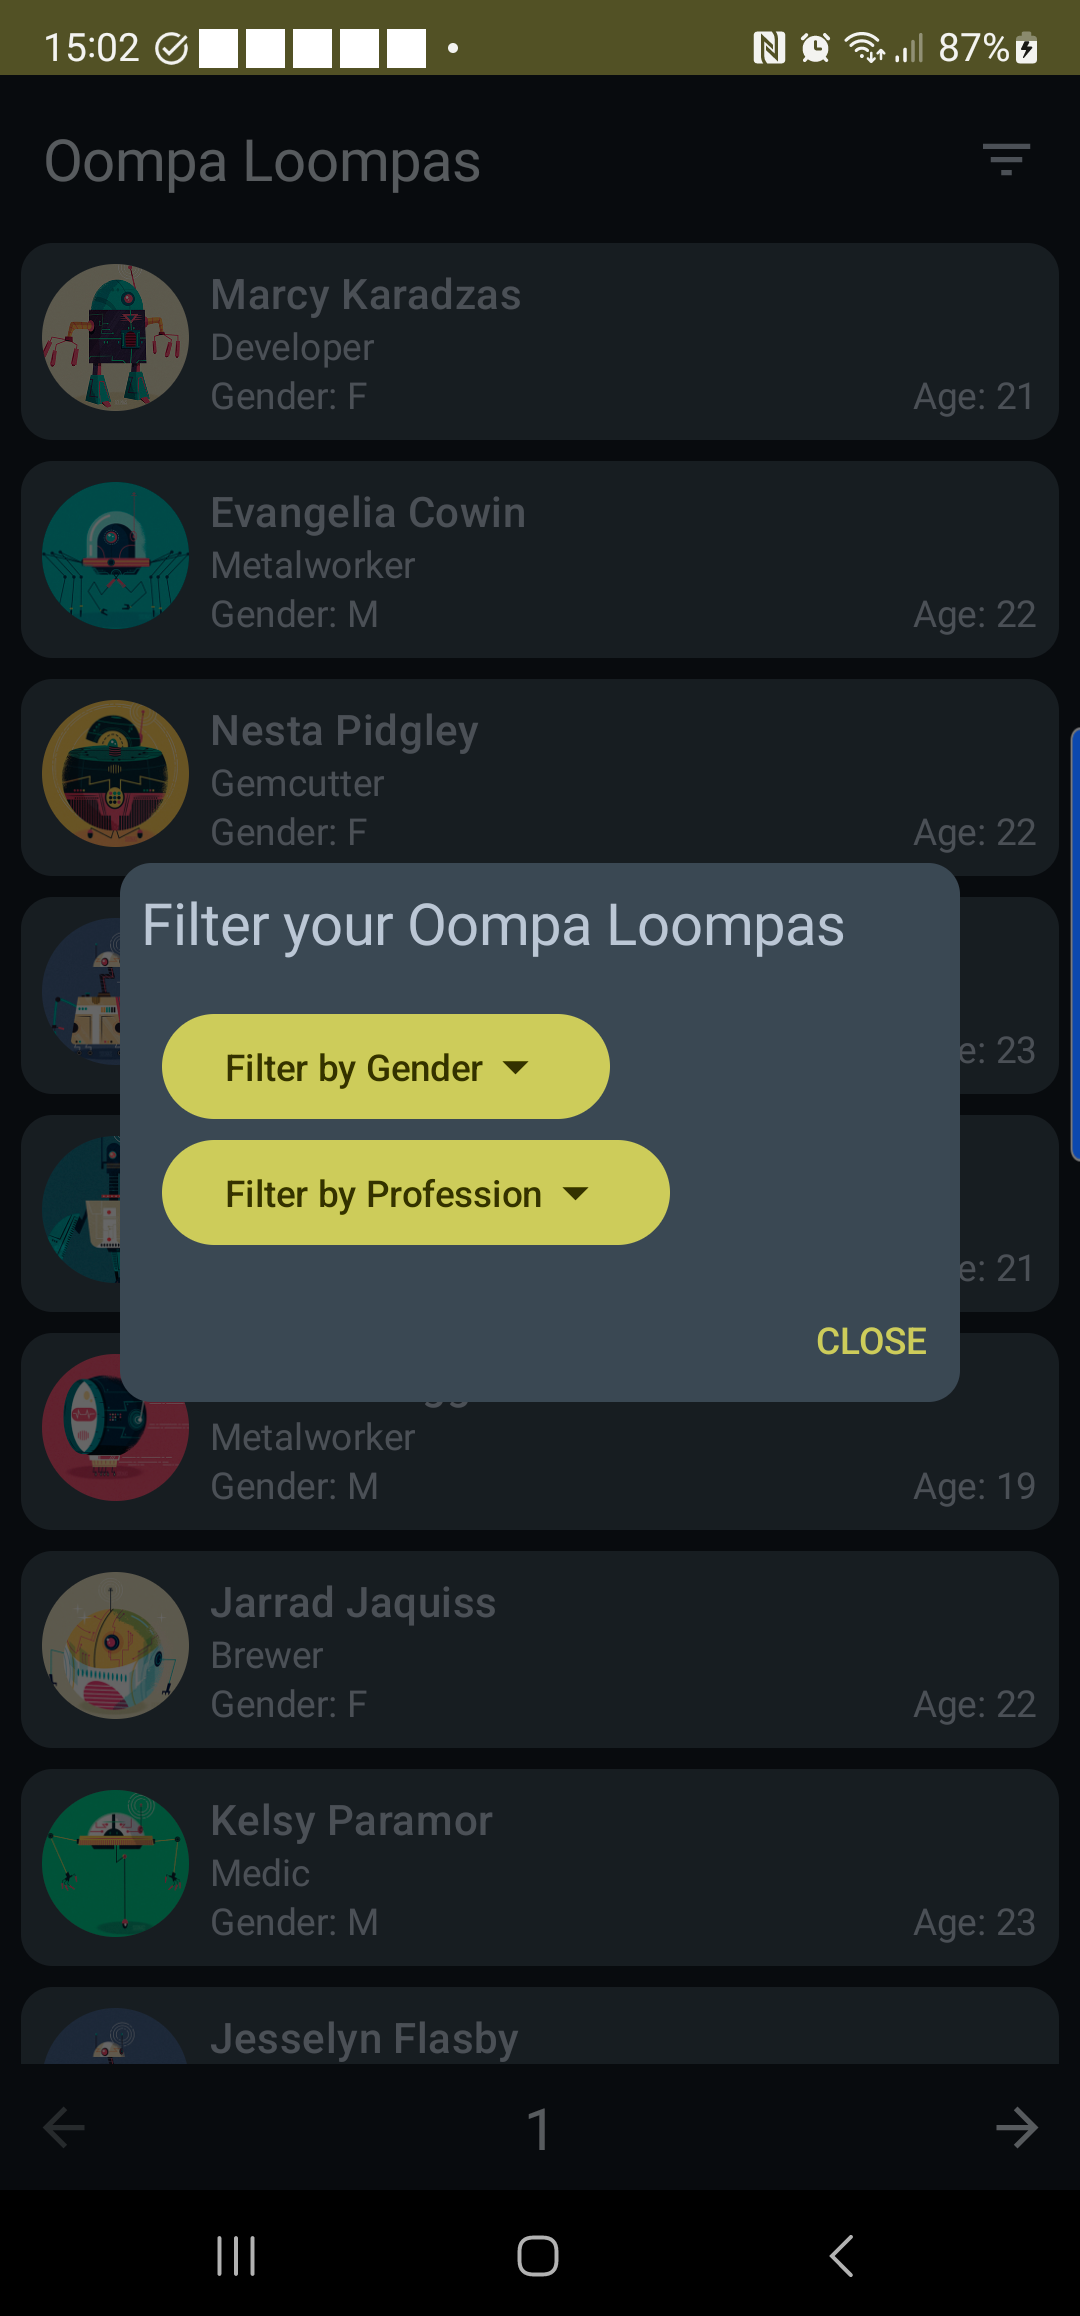 15:02
87%
Oompa Loompas
Marcy Karadzas
Developer
Gender: F
Age: 21
Evangelia Cowin
Metalworker
Gender: M
Age: 22
Nesta Pidgley
Gemcutter
Gender: F
Age: 22
Filter your Oompa Loompas
Filter by Gender
e: 23
Filter by Profession
e: 21
CLOSE
Metalworker
Gender: M
Age: 19
Jarrad Jaquiss
Brewer
Gender: F
Age: 22
Kelsy Paramor
Medic
Gender: M
Age: 23
Jesselyn Flasby
1